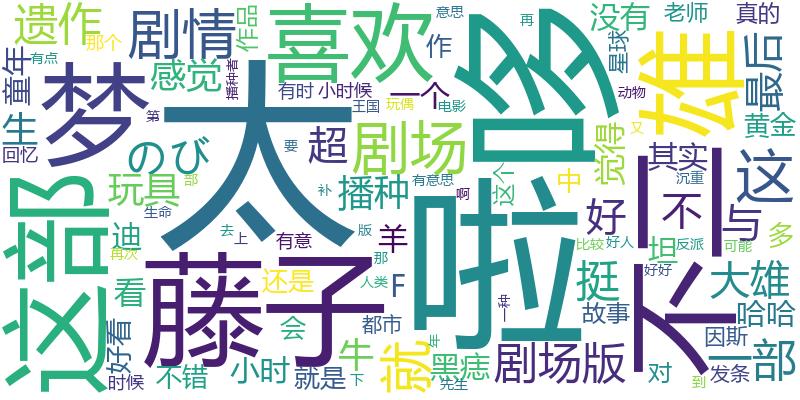 遗作
那个
剧情
作品
喜欢
意思
作
再
没有
老师
真的
有点
童年
梦
感觉
播种者
有时
小时候
一个
玩偶
王国
电影
哆
星球
动物
雄
最后
生
回忆
のび
第
太
要
超
剧场
觉得
又
黄金
这部
玩具
部
播种
补
有意思
啊
这个
中
其实
沉重
这
迪
生命
去
上
有意
羊
那
版
啦
好
比较
好人
二
不
坦
反派
与
可能
多
再次
看
藤子
还是
F
人类
一种
挺
好好
不
大雄
好看
会
都市
年
故事
因斯
哈哈
时候
不错
小时
就是
牛
下
就
黑痣
先生
剧场版
对
到
发条
一部